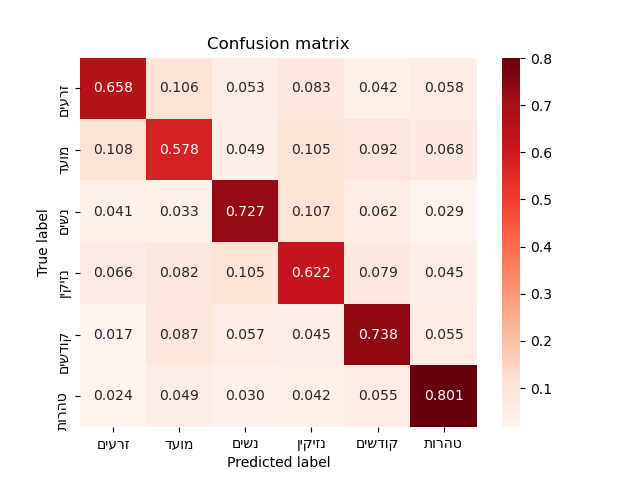 Confusion matrix
זרעים 0.658 0.106 0.053 0.083 0.042 0.058
מועד 0.108 0.578 0.049 0.105 0.092 0.068
נשים 0.041 0.033 0.727 0.107 0.062 0.029
נזיקין 0.066 0.082 0.105 0.622 0.079 0.045
קודשים 0.017 0.087 0.057 0.045 0.738 0.055
טהרות 0.024 0.049 0.030 0.042 0.055 0.801
זרעים מועד נשים נזיקין קודשים טהרות
True label
Predicted label
0.8
0.7
0.6
0.5
0.4
0.3
0.2
0.1